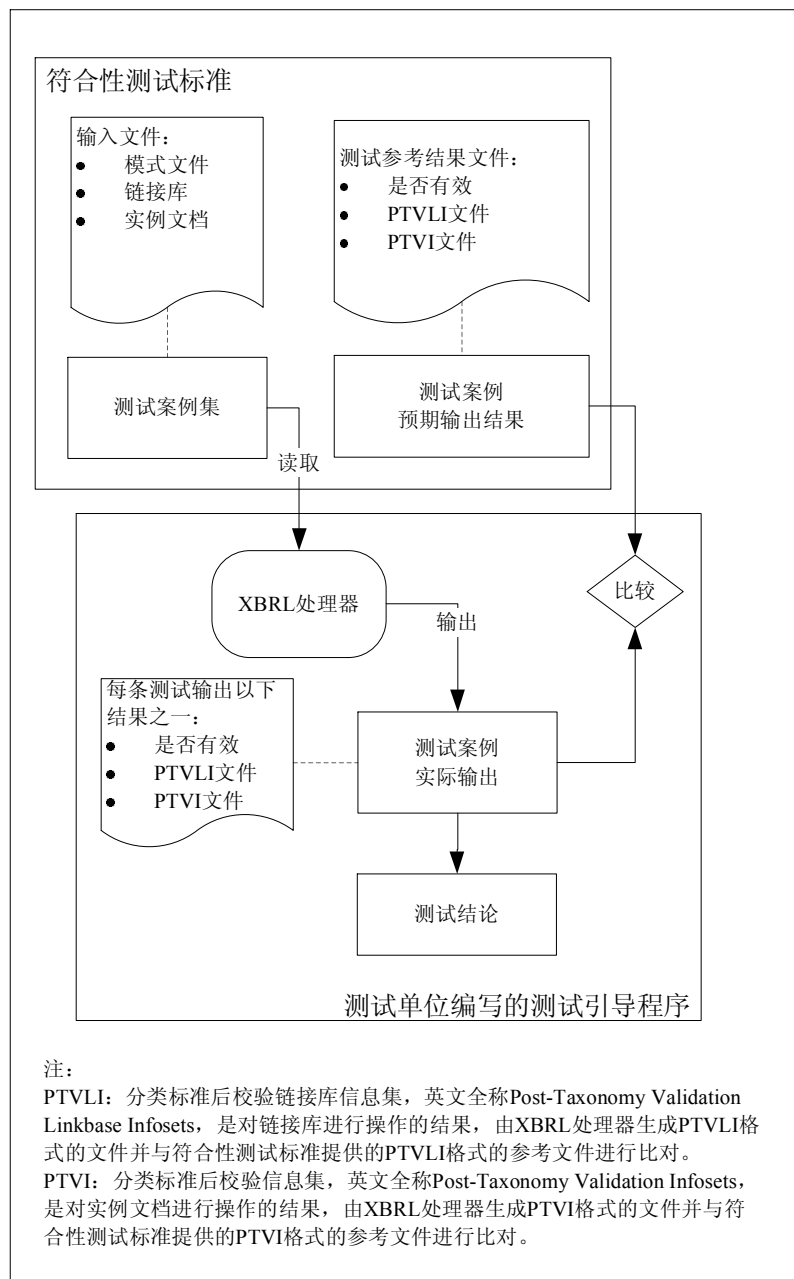 符合性测试标准
输入文件：
● 模式文件
● 链接库
● 实例文档
测试参考结果文件：
● 是否有效
● PTVLI文件
● PTVI文件
测试案例集
测试案例
预期输出结果
读取
XBRL处理器
输出
比较
每条测试输出以下
结果之一：
● 是否有效
● PTVLI文件
● PTVI文件
测试案例
实际输出
测试结论
测试单位编写的测试引导程序
注：
PTVLI：分类标准后校验链接库信息集，英文全称Post-Taxonomy Validation
Linkbase Infosets，是对链接库进行操作的结果，由XBRL处理器生成PTVLI格
式的文件并与符合性测试标准提供的PTVLI格式的参考文件进行比对。
PTVI：分类标准后校验信息集，英文全称Post-Taxonomy Validation Infosets，
是对实例文档进行操作的结果，由XBRL处理器生成PTVI格式的文件并与符
合性测试标准提供的PTVI格式的参考文件进行比对。